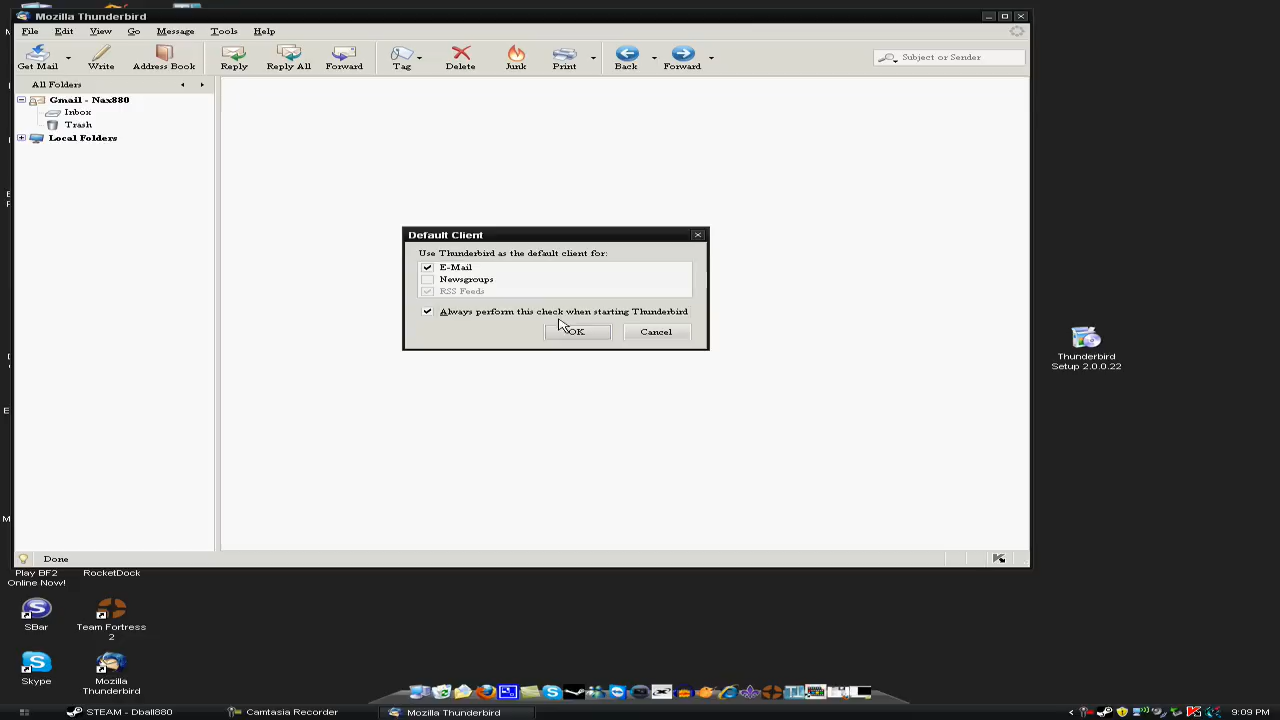 Mozilla Thunderbird
File Edit View Go Message Tools Help
Get Mail Write Address Book Reply Reply All Forward Tag Delete Junk Print Back Forward Subject or Sender
All Folders
Gmail - Nax880
Inbox
Trash
Local Folders
Default Client
Use Thunderbird as the default client for:
E-Mail
Newsgroups
RSS Feeds
Always perform this check when starting Thunderbird
OK Cancel
Thunderbird
Setup 2.0.0.22
Done
Play BF2
Online Now!
RocketDock
SBar
Team Fortress
2
Skype
Mozilla
Thunderbird
STEAM - Dball880 Camtasia Recorder Mozilla Thunderbird 9:09 PM